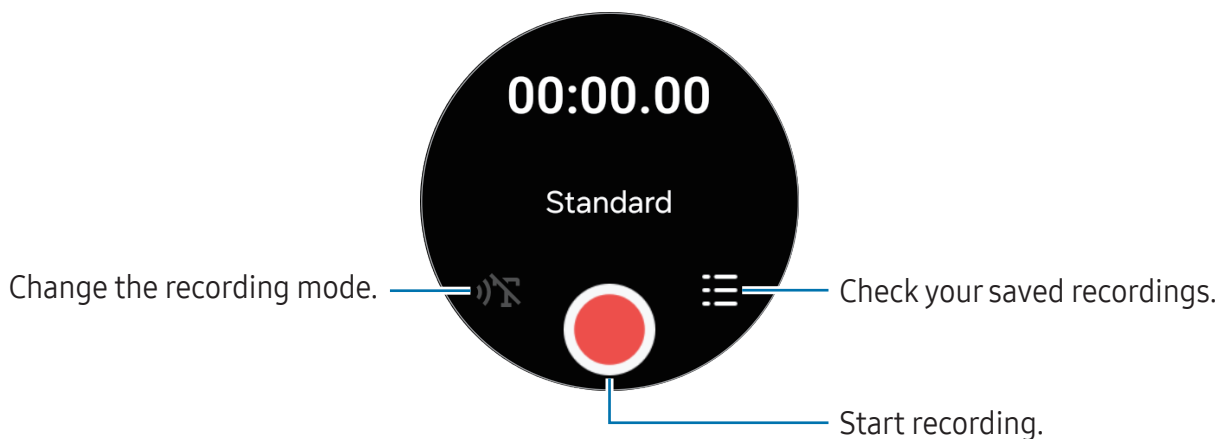 00:00.00
Standard
Change the recording mode.
Check your saved recordings.
Start recording.